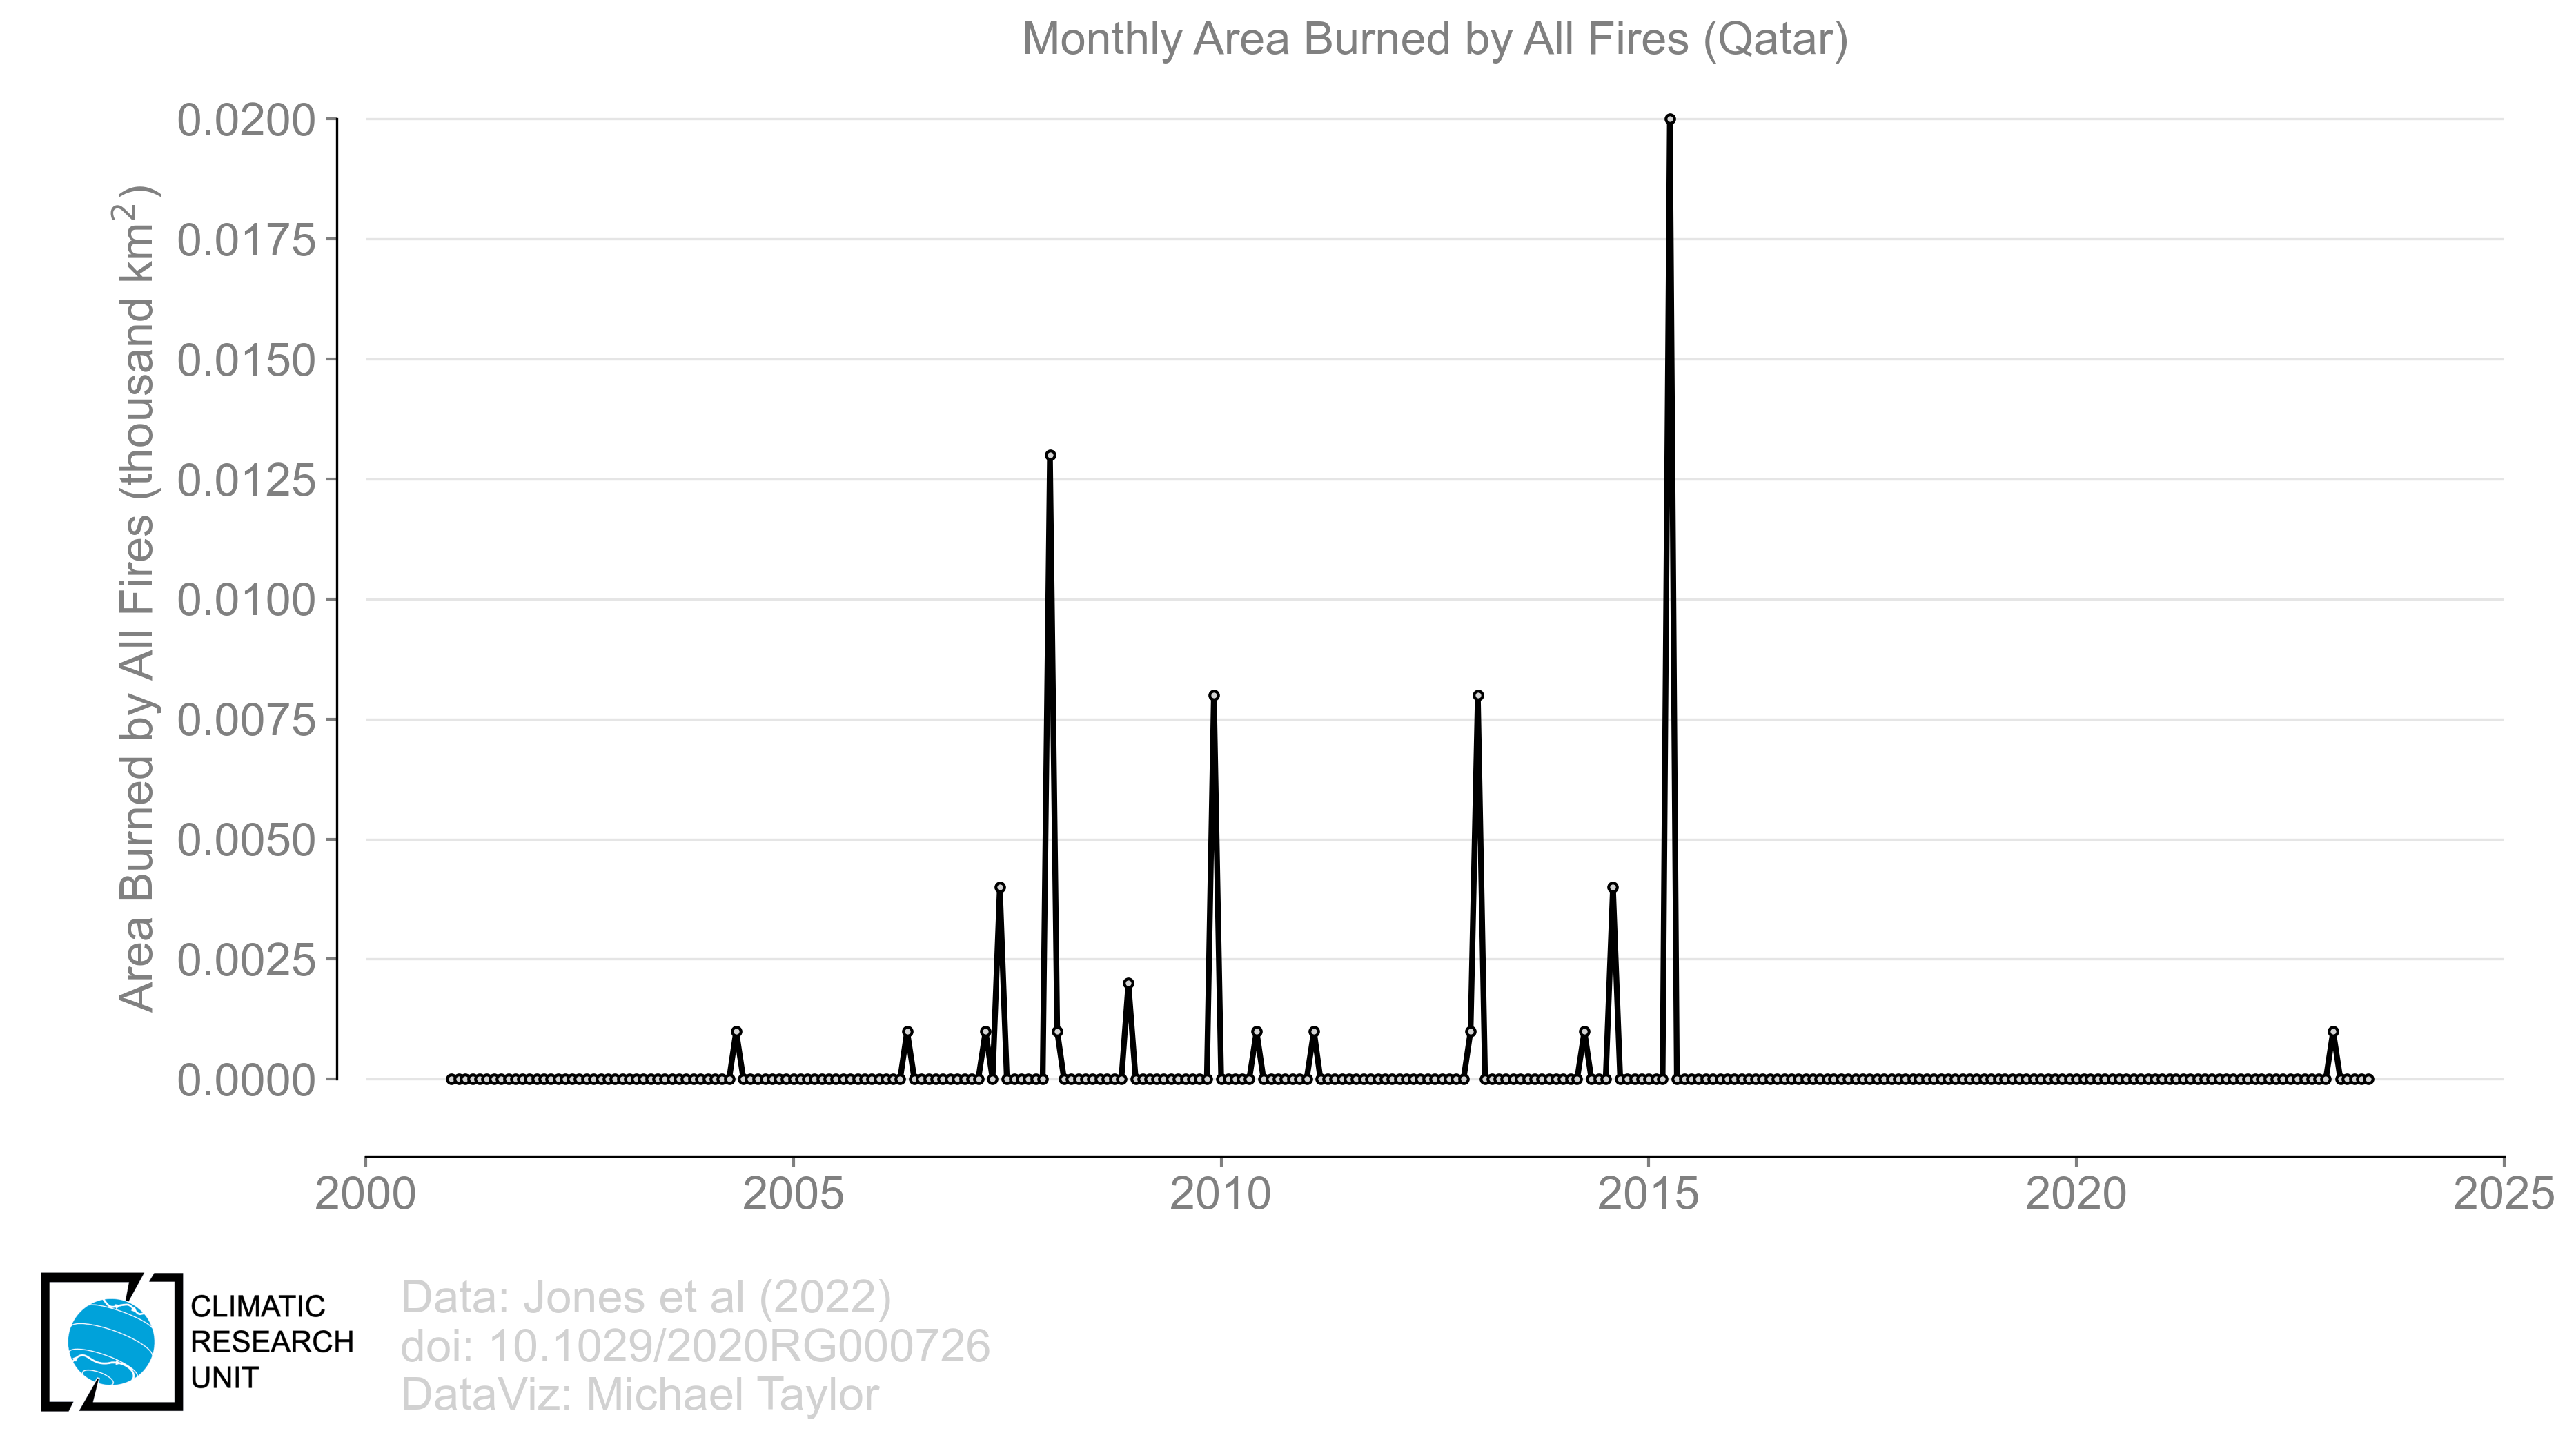 Monthly Area Burned by All Fires (Qatar)
Area Burned by All Fires (thousand km²)
0.0200
0.0175
0.0150
0.0125
0.0100
0.0075
0.0050
0.0025
0.0000
2000 2005 2010 2015 2020 2025
CLIMATIC
RESEARCH
UNIT
Data: Jones et al (2022)
doi: 10.1029/2020RG000726
DataViz: Michael Taylor